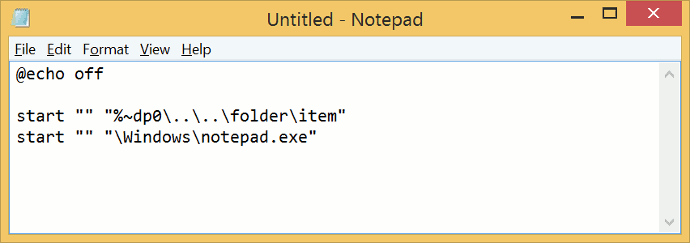 Untitled - Notepad
File Edit Format View Help
@echo off
start "" "%~dp0\..\..\folder\item"
start "" "\Windows\notepad.exe"